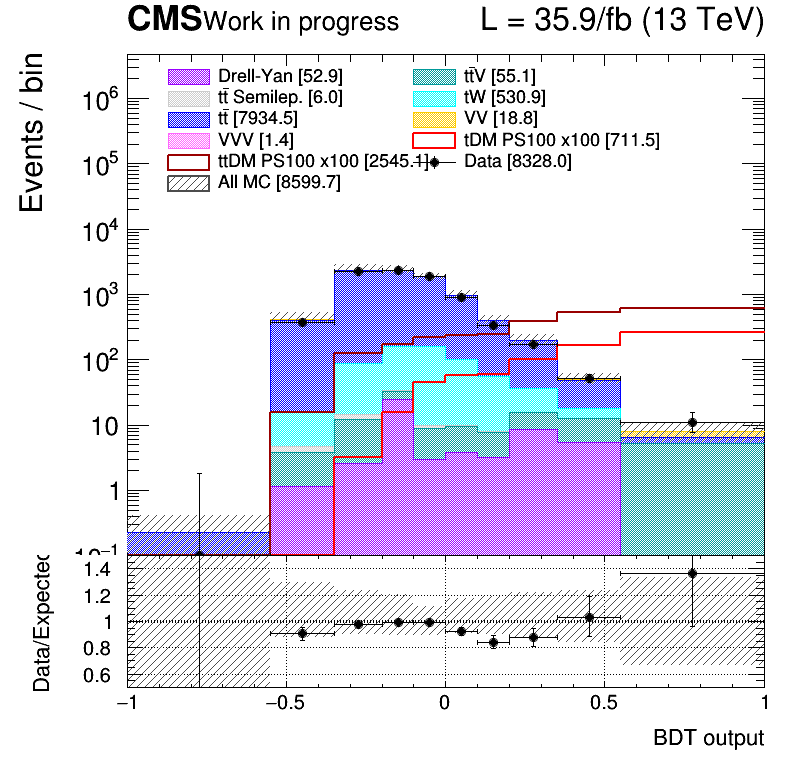 CMS Work in progress L = 35.9/fb (13 TeV)
Events / bin
Drell-Yan [52.9] tt̄V [55.1]
tt̄ Semilep. [6.0] tW [530.9]
tt̄ [7934.5] VV [18.8]
VVV [1.4] tDM PS100 x100 [711.5]
ttDM PS100 x100 [2545.1] Data [8328.0]
All MC [8599.7]
10⁶
10⁵
10⁴
10³
10²
10
1
10⁻¹
Data/Expected
1.4
1.2
1
0.8
0.6
−1 −0.5 0 0.5 1
BDT output